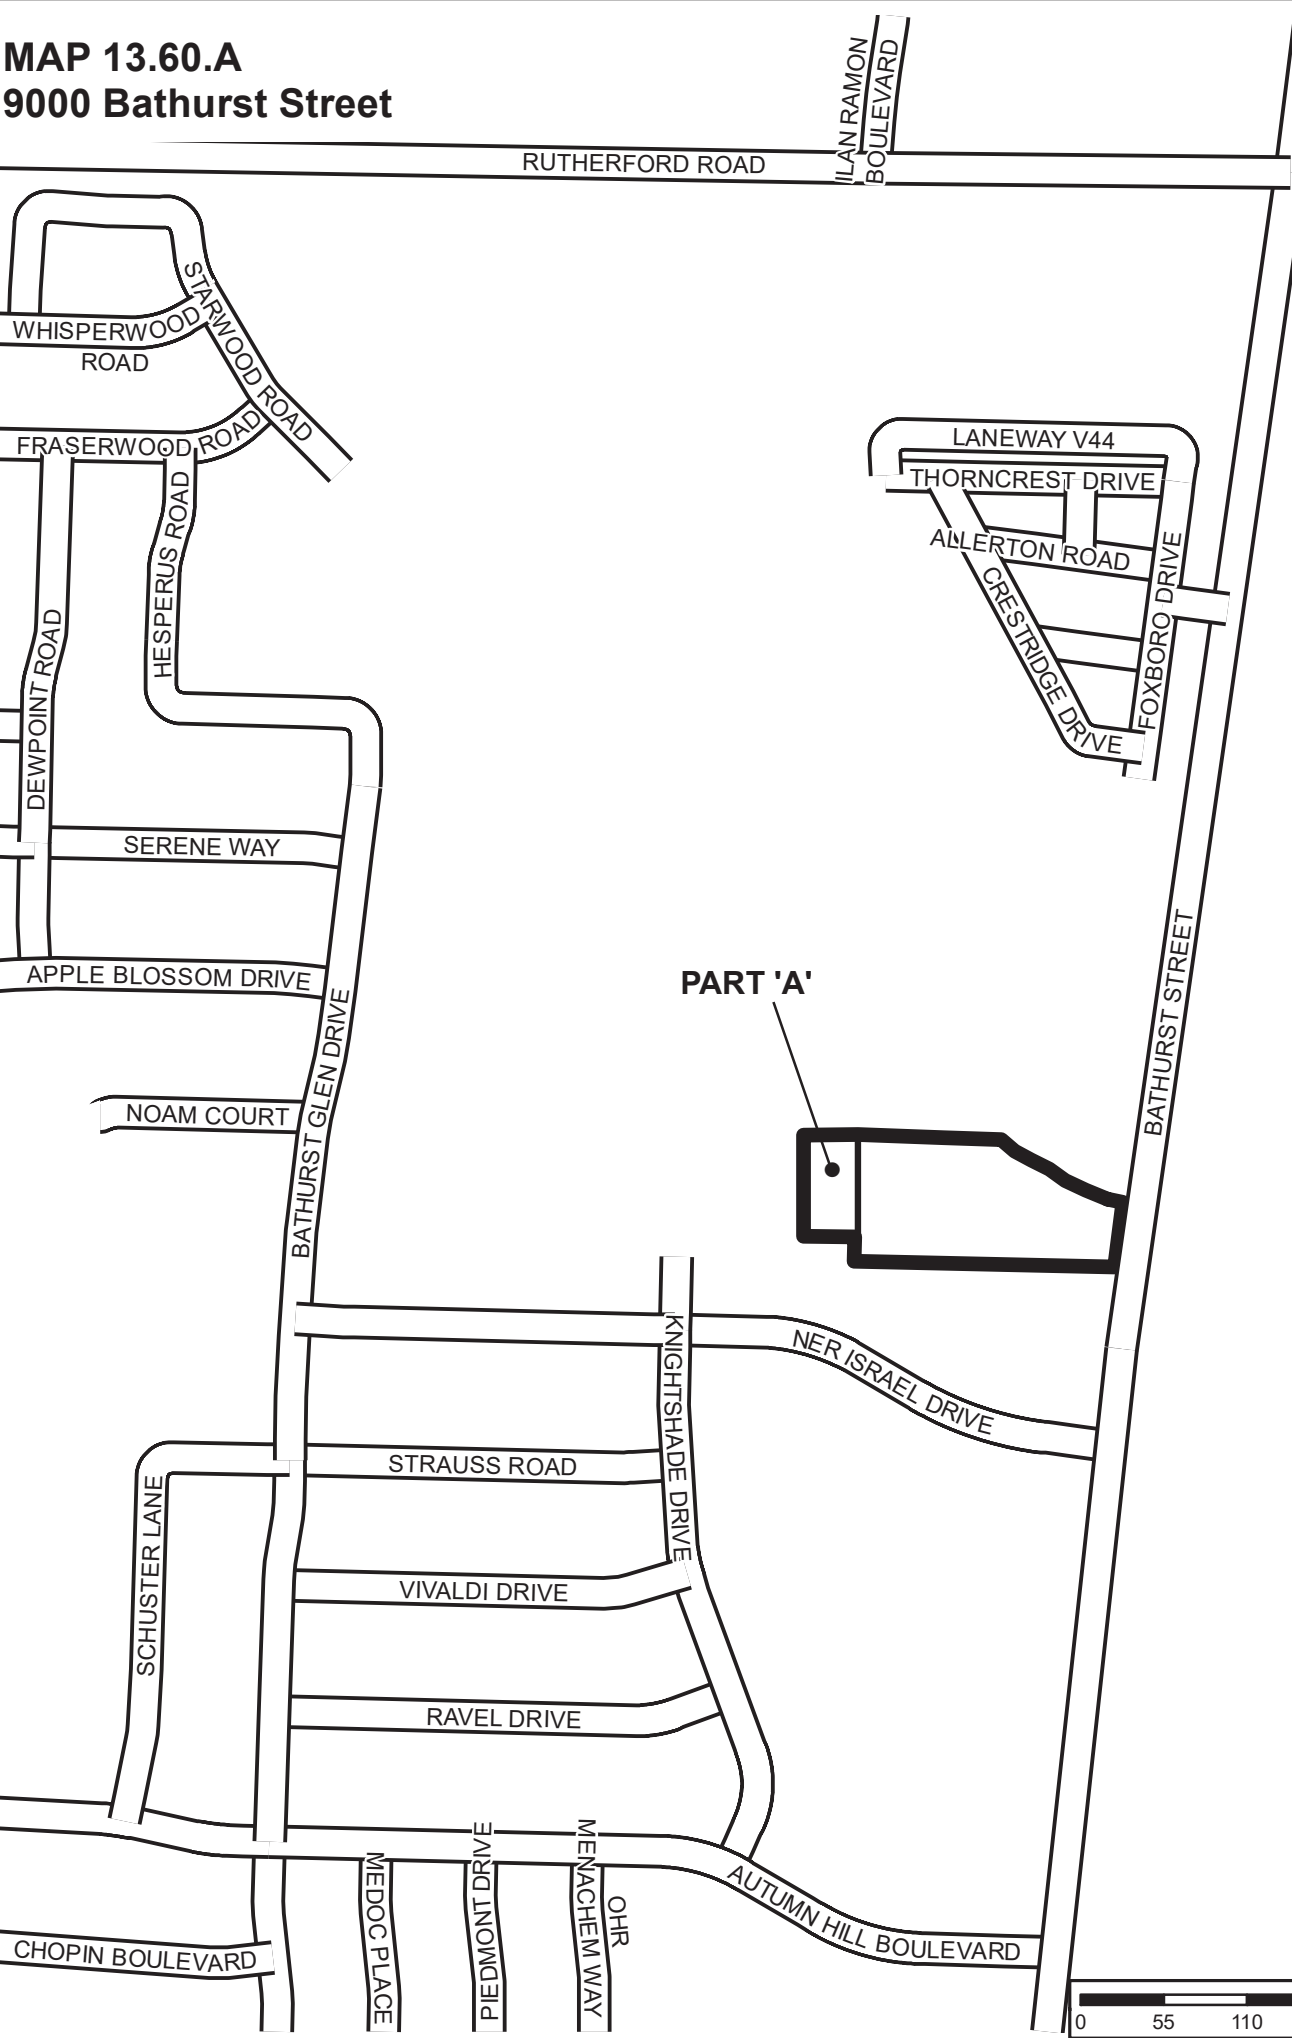 MAP 13.60.A
9000 Bathurst Street
ILAN RAMON
BOULEVARD
RUTHERFORD ROAD
STARWOOD ROAD
WHISPERWOOD
ROAD
FRASERWOOD ROAD
LANEWAY V44
THORNCREST DRIVE
ALLERTON ROAD
HESPERUS ROAD
CRESTRIDGE DRIVE
FOXBORO DRIVE
DEWPOINT ROAD
SERENE WAY
APPLE BLOSSOM DRIVE
PART 'A'
BATHURST STREET
NOAM COURT
BATHURST GLEN DRIVE
KNIGHTSHADE DRIVE
NER ISRAEL DRIVE
STRAUSS ROAD
SCHUSTER LANE
VIVALDI DRIVE
RAVEL DRIVE
MEDOC PLACE
PIEDMONT DRIVE
OHR
MENACHEM WAY
AUTUMN HILL BOULEVARD
CHOPIN BOULEVARD
0 55 110